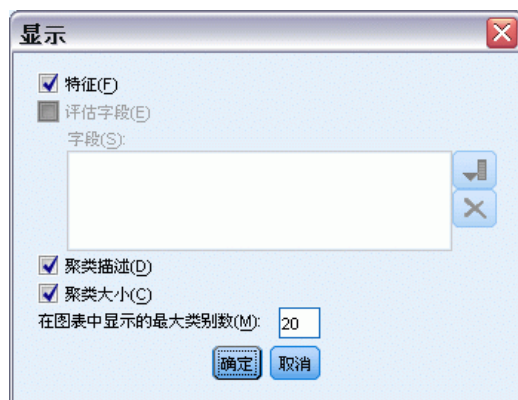 显示
特征(F)
评估字段(E)
字段(S):
聚类描述(D)
聚类大小(C)
在图表中显示的最大类别数(M): 20
确定 取消